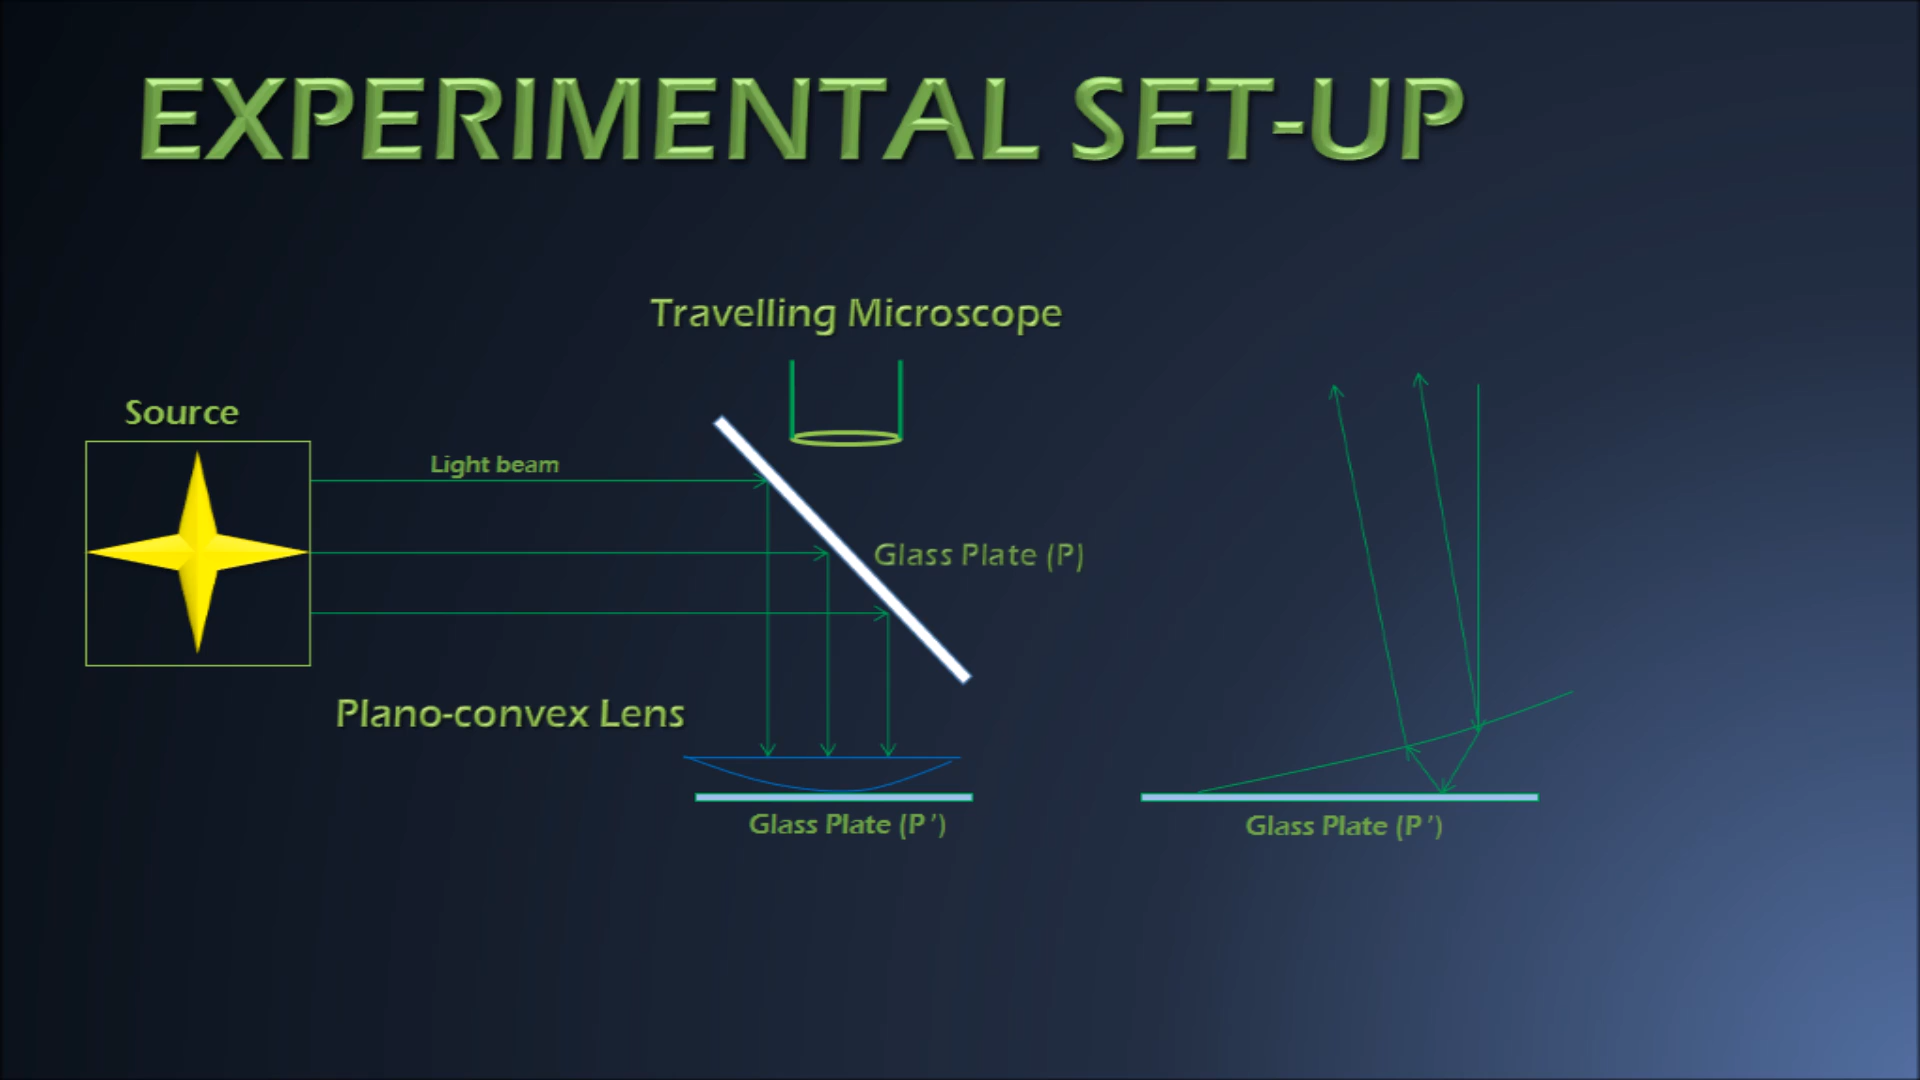 EXPERIMENTAL SET-UP
Travelling Microscope
Source
Light beam
Glass Plate (P)
Plano-convex Lens
Glass Plate (P ’)
Glass Plate (P ’)